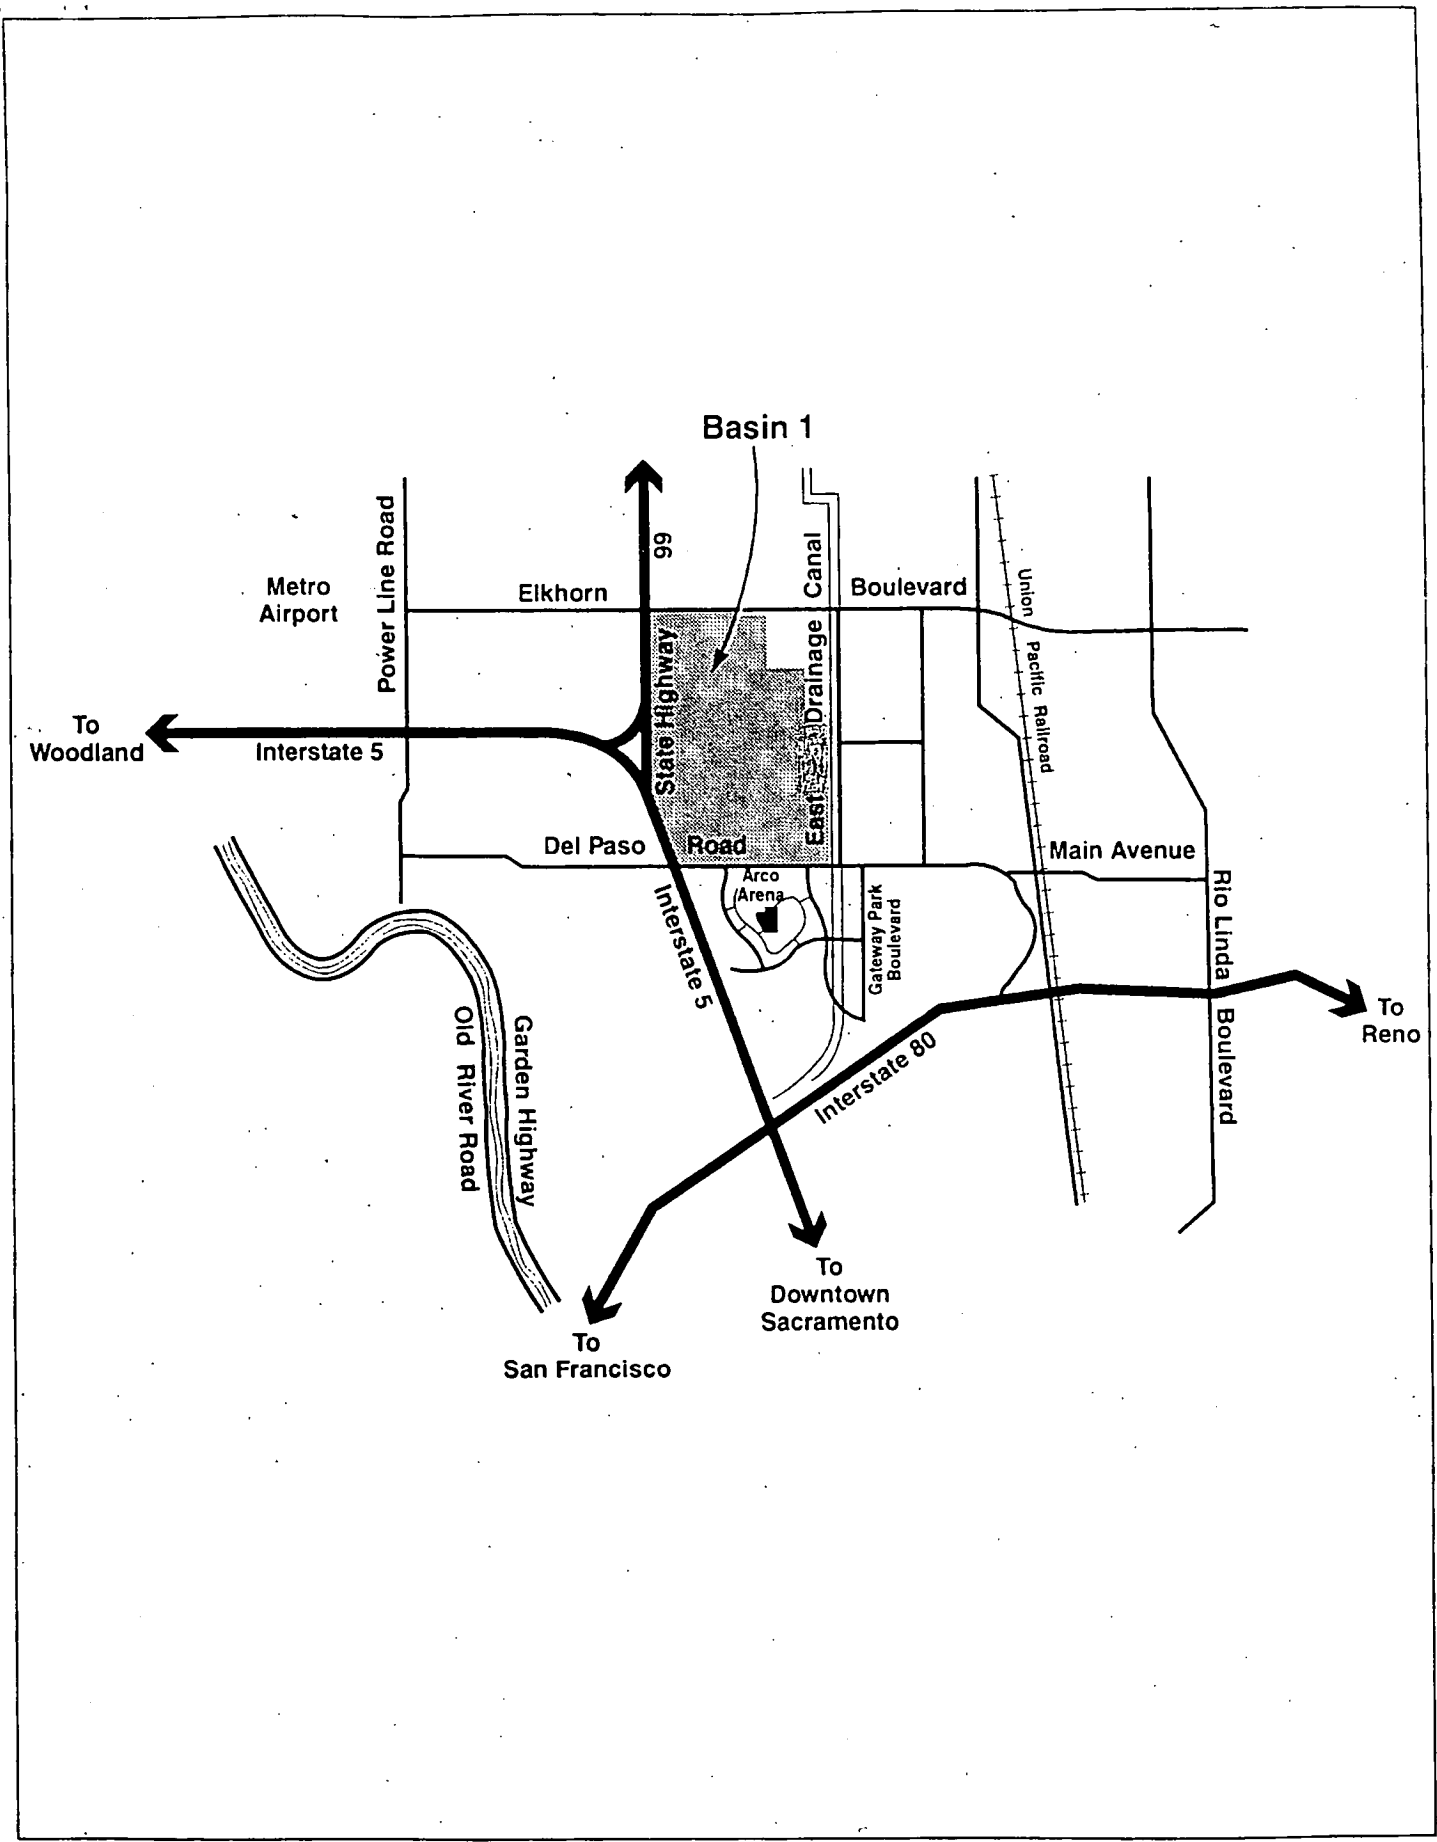 Basin 1
Power Line Road
99
Metro
Airport
Elkhorn
Boulevard
East Drainage Canal
Union Pacific Railroad
State Highway
To
Woodland
Interstate 5
Del Paso Road
Main Avenue
Arco
Arena
Gateway Park
Boulevard
Rio Linda Boulevard
Interstate 5
To
Reno
Old River Road
Garden Highway
Interstate 80
To
Downtown
Sacramento
To
San Francisco